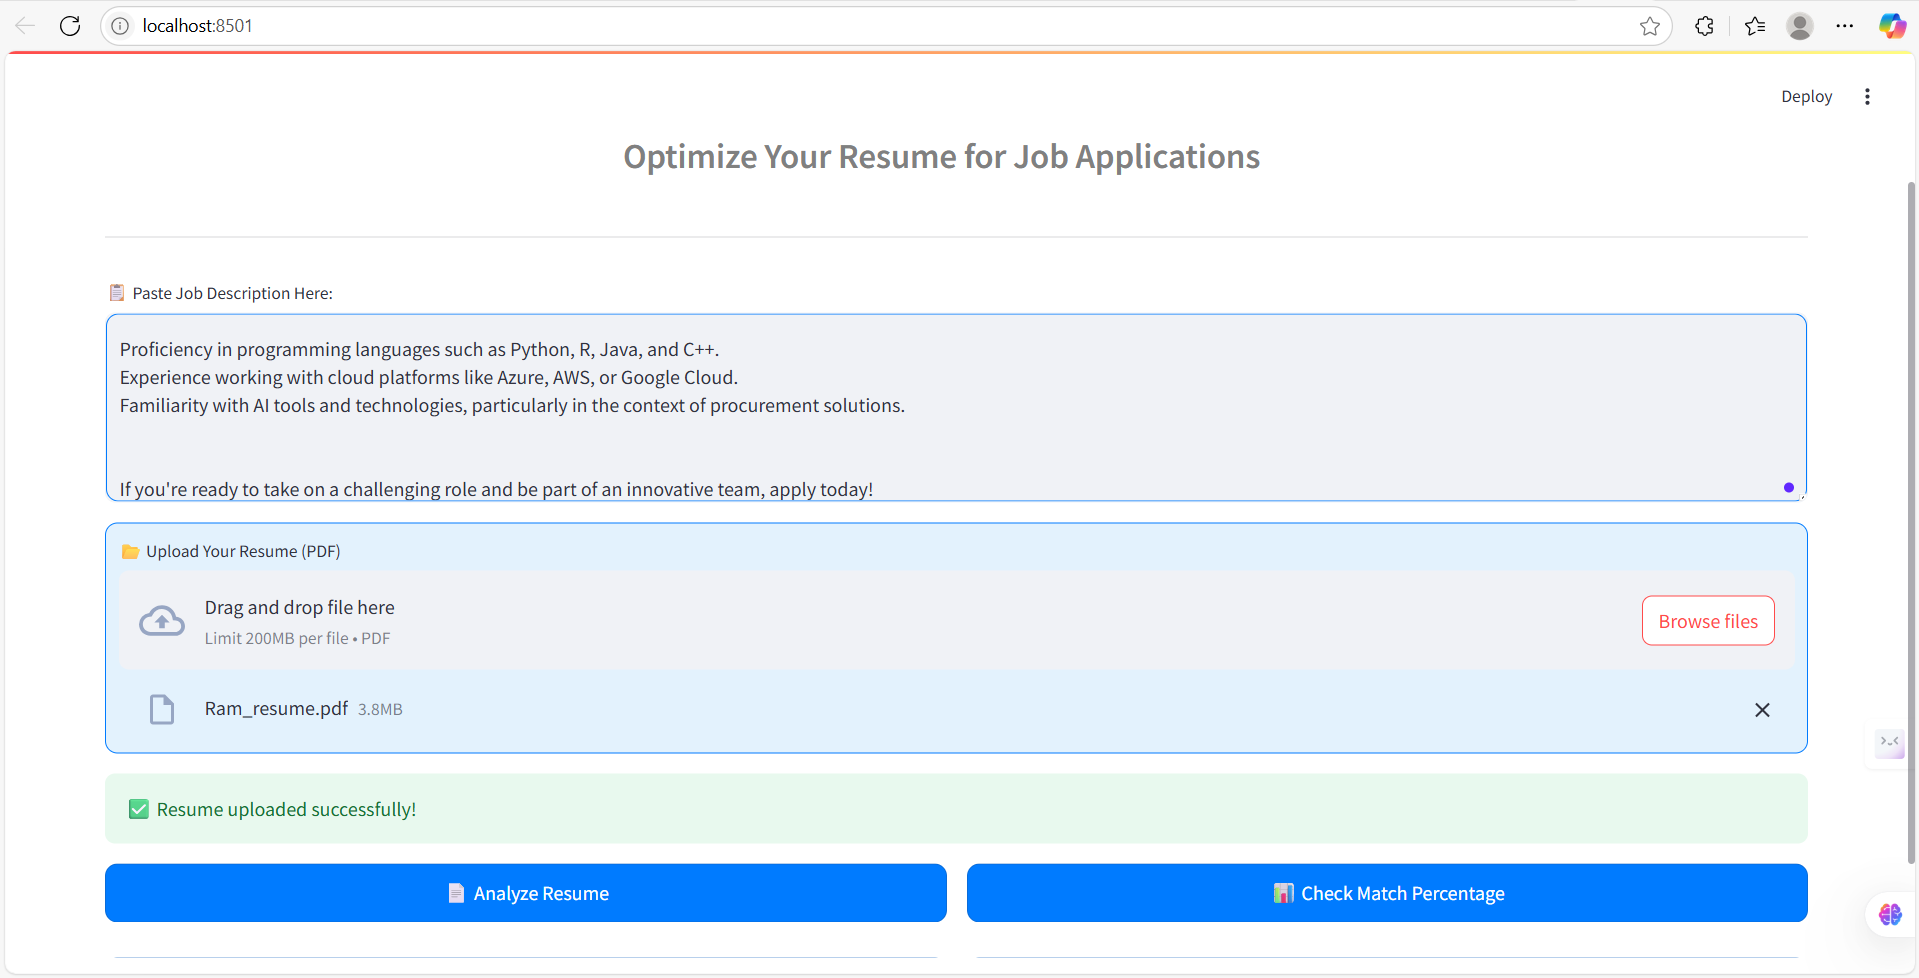 localhost:8501
Deploy
Optimize Your Resume for Job Applications
📋 Paste Job Description Here:
Proficiency in programming languages such as Python, R, Java, and C++.
Experience working with cloud platforms like Azure, AWS, or Google Cloud.
Familiarity with AI tools and technologies, particularly in the context of procurement solutions.
If you're ready to take on a challenging role and be part of an innovative team, apply today!
📁 Upload Your Resume (PDF)
Drag and drop file here
Limit 200MB per file • PDF
Browse files
Ram_resume.pdf 3.8MB
✅ Resume uploaded successfully!
📄 Analyze Resume
📊 Check Match Percentage